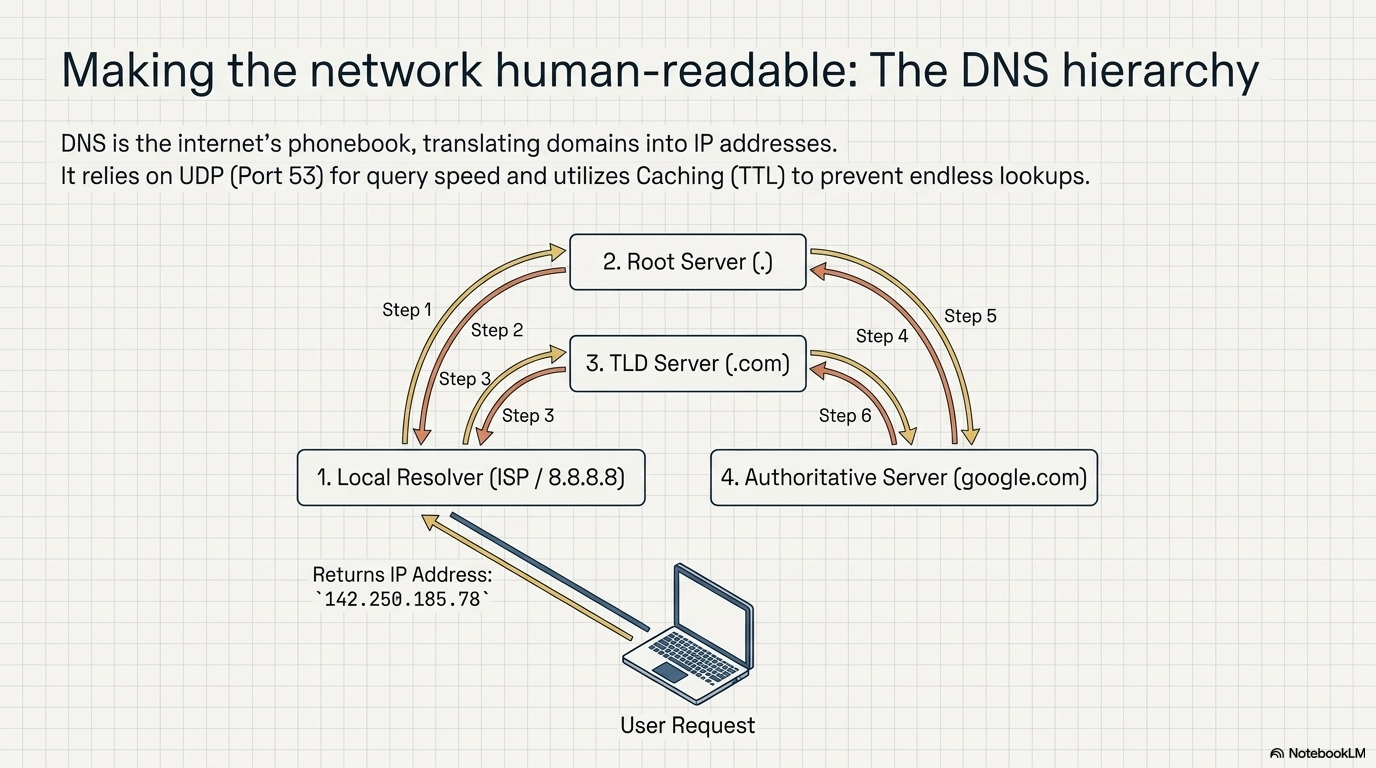 Making the network human-readable: The DNS hierarchy
DNS is the internet's phonebook, translating domains into IP addresses.
It relies on UDP (Port 53) for query speed and utilizes Caching (TTL) to prevent endless lookups.
2. Root Server (.)
Step 1
Step 2
Step 5
Step 4
3. TLD Server (.com)
Step 3
Step 3
Step 6
1. Local Resolver (ISP / 8.8.8.8)
4. Authoritative Server (google.com)
Returns IP Address:
`142.250.185.78`
User Request
NotebookLM